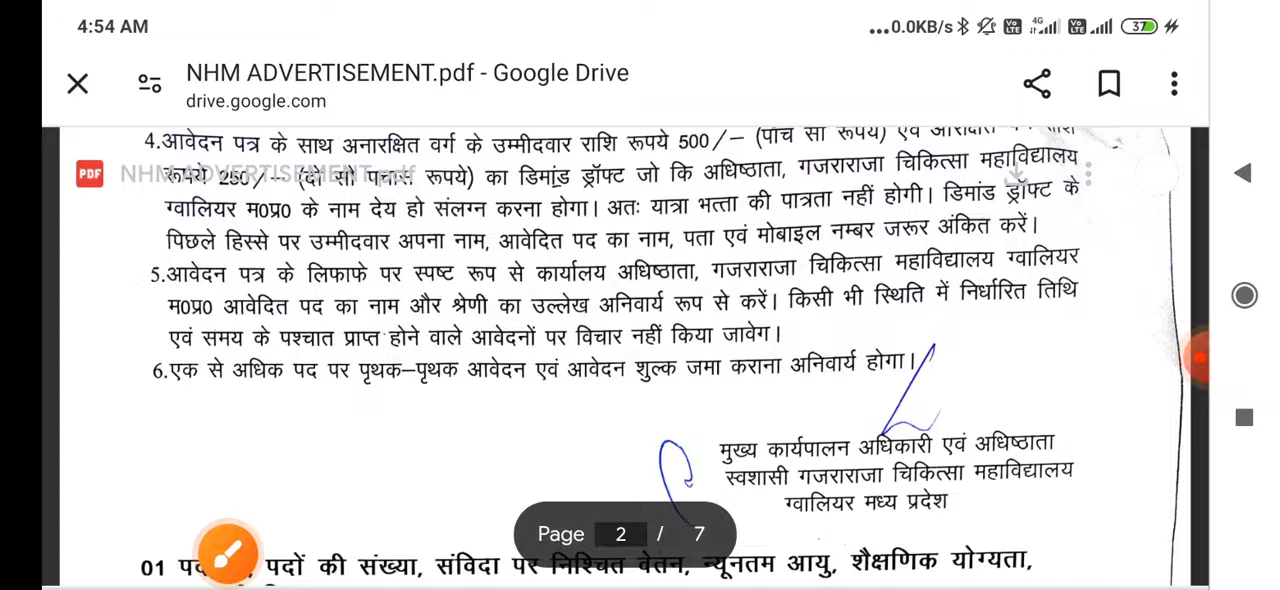 4:54 AM
...0.0KB/s
4G
37
NHM ADVERTISEMENT.pdf - Google Drive
drive.google.com
4.आवेदन पत्र के साथ अनारक्षित वर्ग के उम्मीदवार राशि रूपये 500/– (पांच सौ रूपये) एवं
PDF NHM ADVERTISEMENT.pdf
रूपये 250/– (दो सौ पचास रूपये) का डिमांड ड्रॉफ्ट जो कि अधिष्ठाता, गजराराजा चिकित्सा महाविद्यालय
ग्वालियर म0प्र0 के नाम देय हो संलग्न करना होगा। अतः यात्रा भत्ता की पात्रता नहीं होगी। डिमांड ड्रॉफ्ट के
पिछले हिस्से पर उम्मीदवार अपना नाम, आवेदित पद का नाम, पता एवं मोबाइल नम्बर जरूर अंकित करें।
5.आवेदन पत्र के लिफाफे पर स्पष्ट रूप से कार्यालय अधिष्ठाता, गजराराजा चिकित्सा महाविद्यालय ग्वालियर
म0प्र0 आवेदित पद का नाम और श्रेणी का उल्लेख अनिवार्य रूप से करें। किसी भी स्थिति में निर्धारित तिथि
एवं समय के पश्चात प्राप्त होने वाले आवेदनों पर विचार नहीं किया जावेग।
6.एक से अधिक पद पर पृथक–पृथक आवेदन एवं आवेदन शुल्क जमा कराना अनिवार्य होगा।
मुख्य कार्यपालन अधिकारी एवं अधिष्ठाता
स्वशासी गजराराजा चिकित्सा महाविद्यालय
ग्वालियर मध्य प्रदेश
Page 2 / 7
01 पदों की संख्या, संविदा पर निश्चित वेतन, न्यूनतम आयु, शैक्षणिक योग्यता,